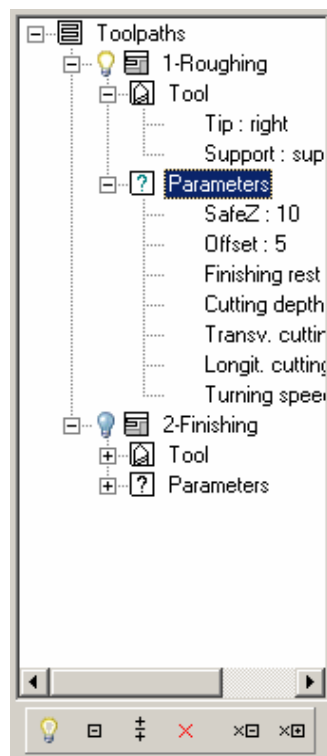 Toolpaths
1-Roughing
Tool
Tip : right
Support : sup
Parameters
SafeZ : 10
Offset : 5
Finishing rest
Cutting depth
Transv. cuttin
Longit. cutting
Turning spee
2-Finishing
Tool
Parameters